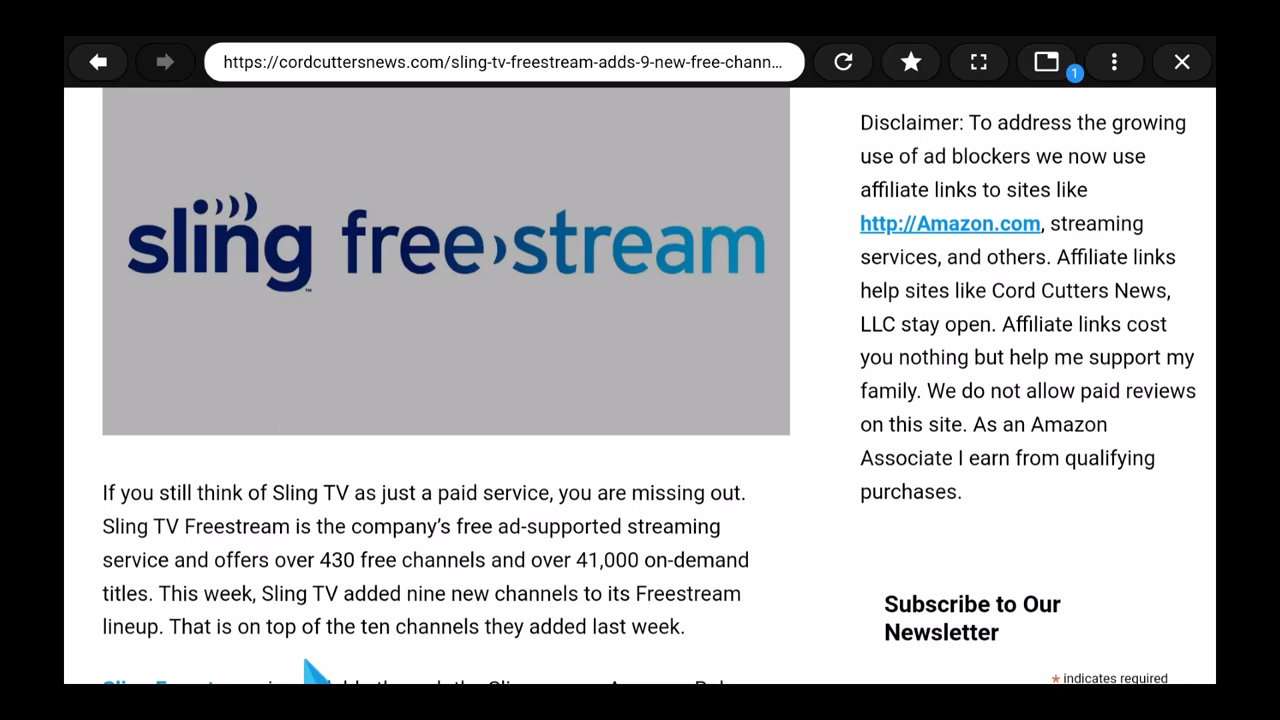 https://cordcuttersnews.com/sling-tv-freestream-adds-9-new-free-chann...
1
sling freestream
™
If you still think of Sling TV as just a paid service, you are missing out.
Sling TV Freestream is the company's free ad-supported streaming
service and offers over 430 free channels and over 41,000 on-demand
titles. This week, Sling TV added nine new channels to its Freestream
lineup. That is on top of the ten channels they added last week.
Disclaimer: To address the growing
use of ad blockers we now use
affiliate links to sites like
http://Amazon.com, streaming
services, and others. Affiliate links
help sites like Cord Cutters News,
LLC stay open. Affiliate links cost
you nothing but help me support my
family. We do not allow paid reviews
on this site. As an Amazon
Associate I earn from qualifying
purchases.
Subscribe to Our
Newsletter
* indicates required